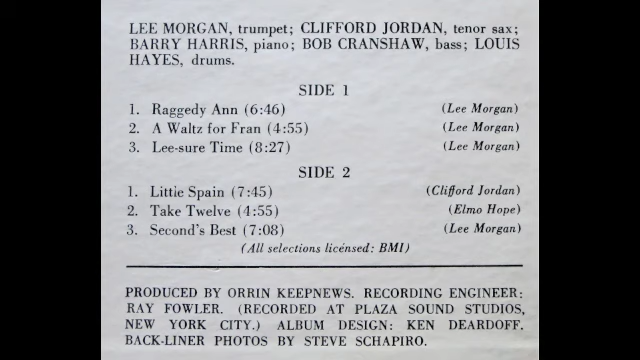 LEE MORGAN, trumpet; CLIFFORD JORDAN, tenor sax;
BARRY HARRIS, piano; BOB CRANSHAW, bass; LOUIS
HAYES, drums.
SIDE 1
1. Raggedy Ann (6:46) (Lee Morgan)
2. A Waltz for Fran (4:55) (Lee Morgan)
3. Lee-sure Time (8:27) (Lee Morgan)
SIDE 2
1. Littie Spain (7:45) (Clifford Jordan)
2. Take Twelve (4:55) (Elmo Hope)
3. Second's Best (7:08) (Lee Morgan)
(All selections licensed: BMI)
PRODUCED BY ORRIN KEEPNEWS. RECORDING ENGINEER:
RAY FOWLER. (RECORDED AT PLAZA SOUND STUDIOS,
NEW YORK CITY.) ALBUM DESIGN: KEN DEARDOFF.
BACK-LINER PHOTOS BY STEVE SCHAPIRO.